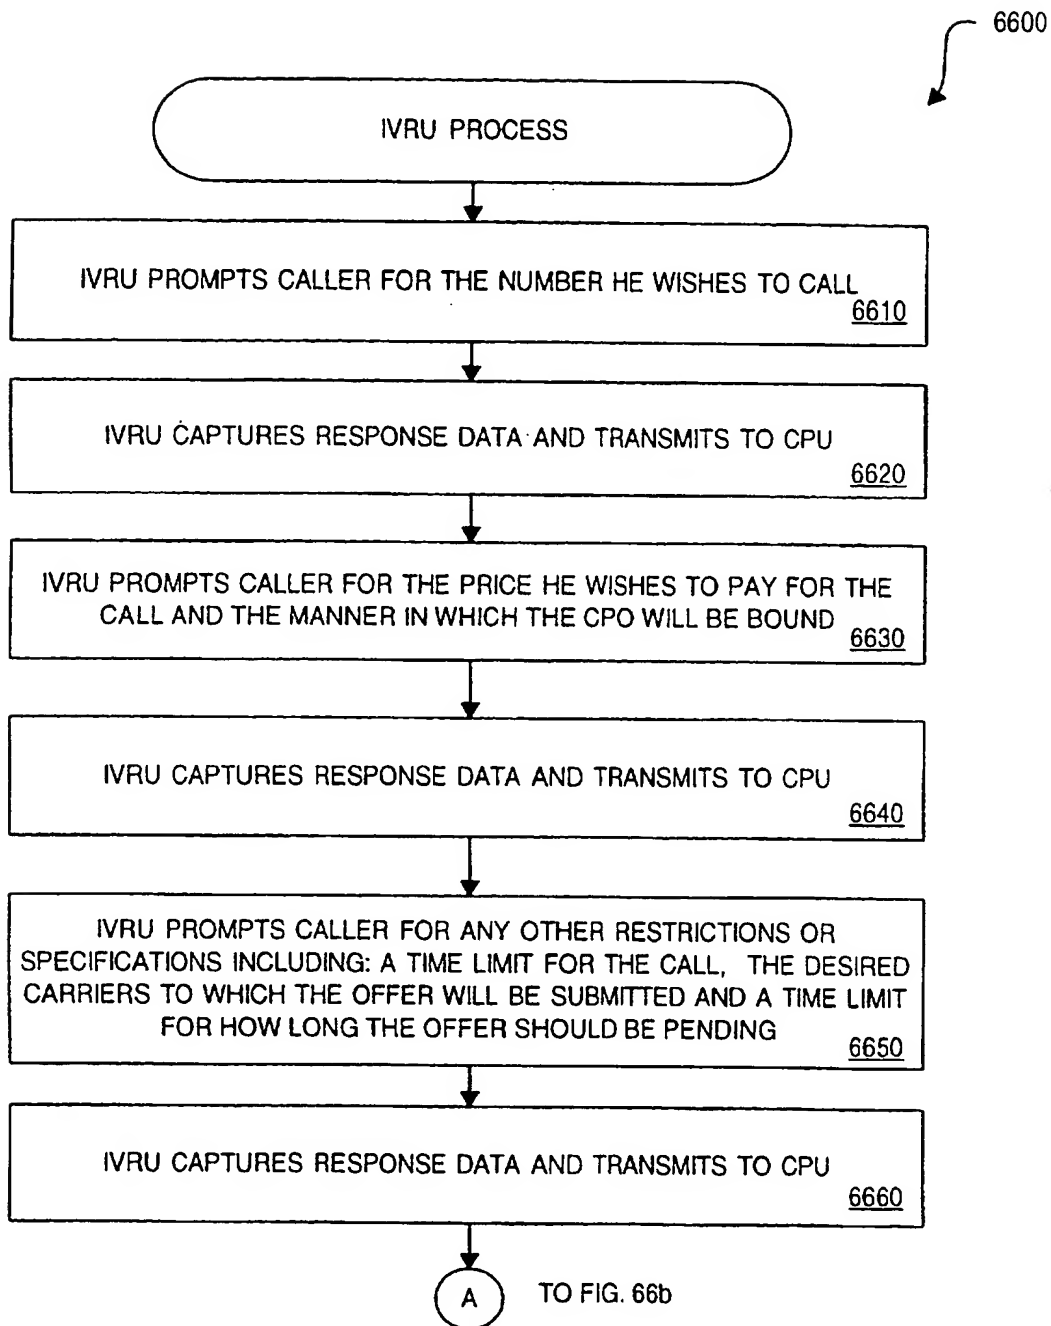 6600
IVRU PROCESS
IVRU PROMPTS CALLER FOR THE NUMBER HE WISHES TO CALL
6610
IVRU CAPTURES RESPONSE DATA AND TRANSMITS TO CPU
6620
IVRU PROMPTS CALLER FOR THE PRICE HE WISHES TO PAY FOR THE
CALL AND THE MANNER IN WHICH THE CPO WILL BE BOUND
6630
IVRU CAPTURES RESPONSE DATA AND TRANSMITS TO CPU
6640
IVRU PROMPTS CALLER FOR ANY OTHER RESTRICTIONS OR
SPECIFICATIONS INCLUDING: A TIME LIMIT FOR THE CALL, THE DESIRED
CARRIERS TO WHICH THE OFFER WILL BE SUBMITTED AND A TIME LIMIT
FOR HOW LONG THE OFFER SHOULD BE PENDING
6650
IVRU CAPTURES RESPONSE DATA AND TRANSMITS TO CPU
6660
A TO FIG. 66b